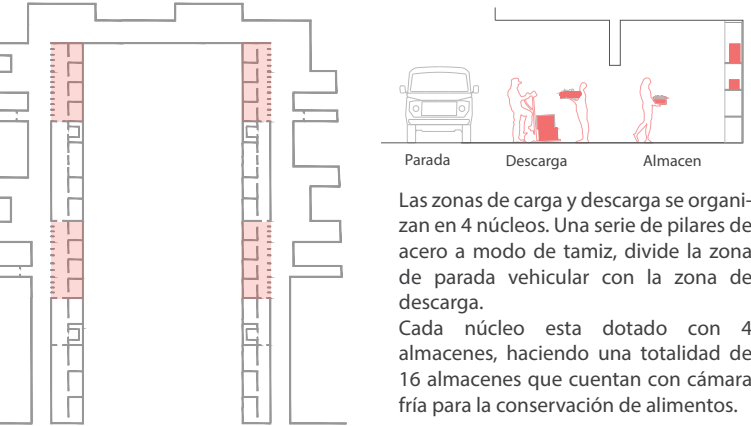 Parada
Descarga
Almacen
Las zonas de carga y descarga se organi-
zan en 4 núcleos. Una serie de pilares de
acero a modo de tamiz, divide la zona
de parada vehicular con la zona de
descarga.
Cada núcleo esta dotado con 4
almacenes, haciendo una totalidad de
16 almacenes que cuentan con cámara
fría para la conservación de alimentos.